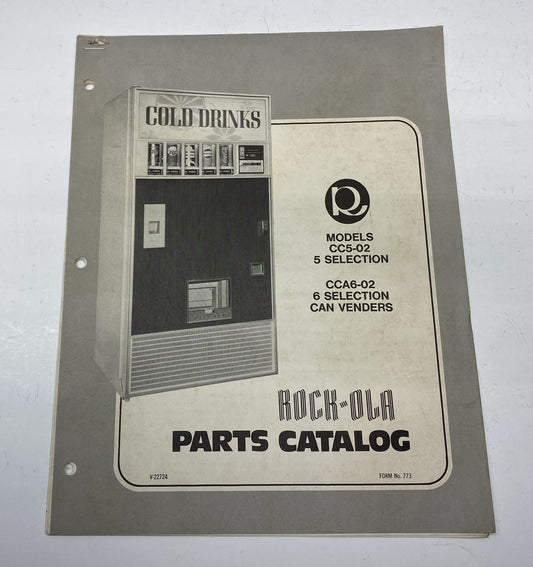 COLD DRINKS
MODELS
CC5-02
5 SELECTION
CCA6-02
6 SELECTION
CAN VENDERS
ROCK-OLA
PARTS CATALOG
V-22724
FORM No. 773